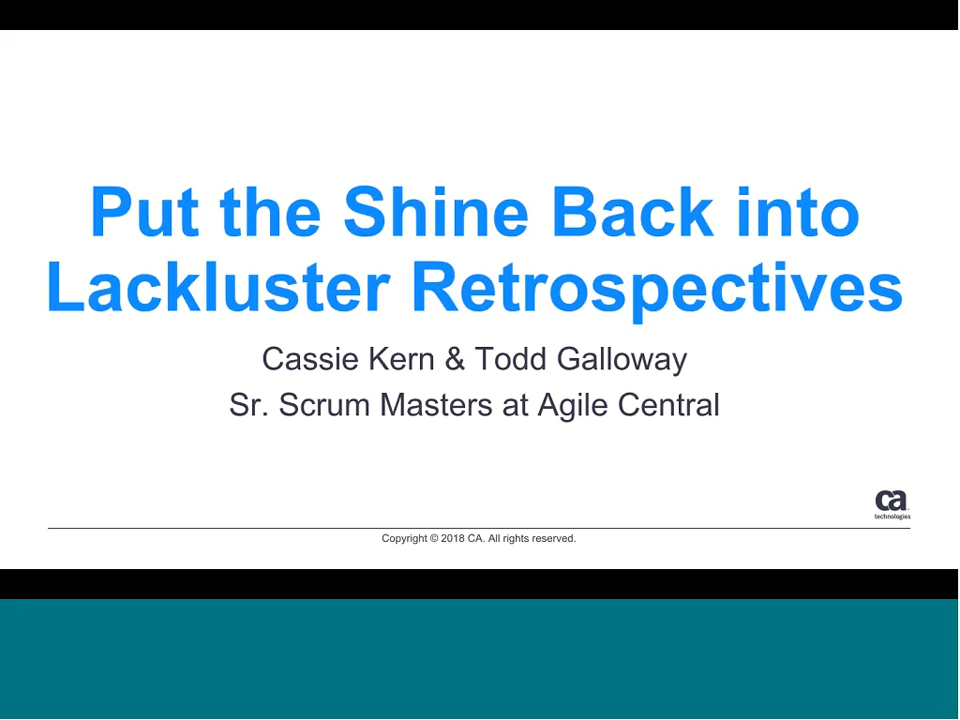 Put the Shine Back into
Lackluster Retrospectives
Cassie Kern & Todd Galloway
Sr. Scrum Masters at Agile Central
ca
technologies
Copyright © 2018 CA. All rights reserved.